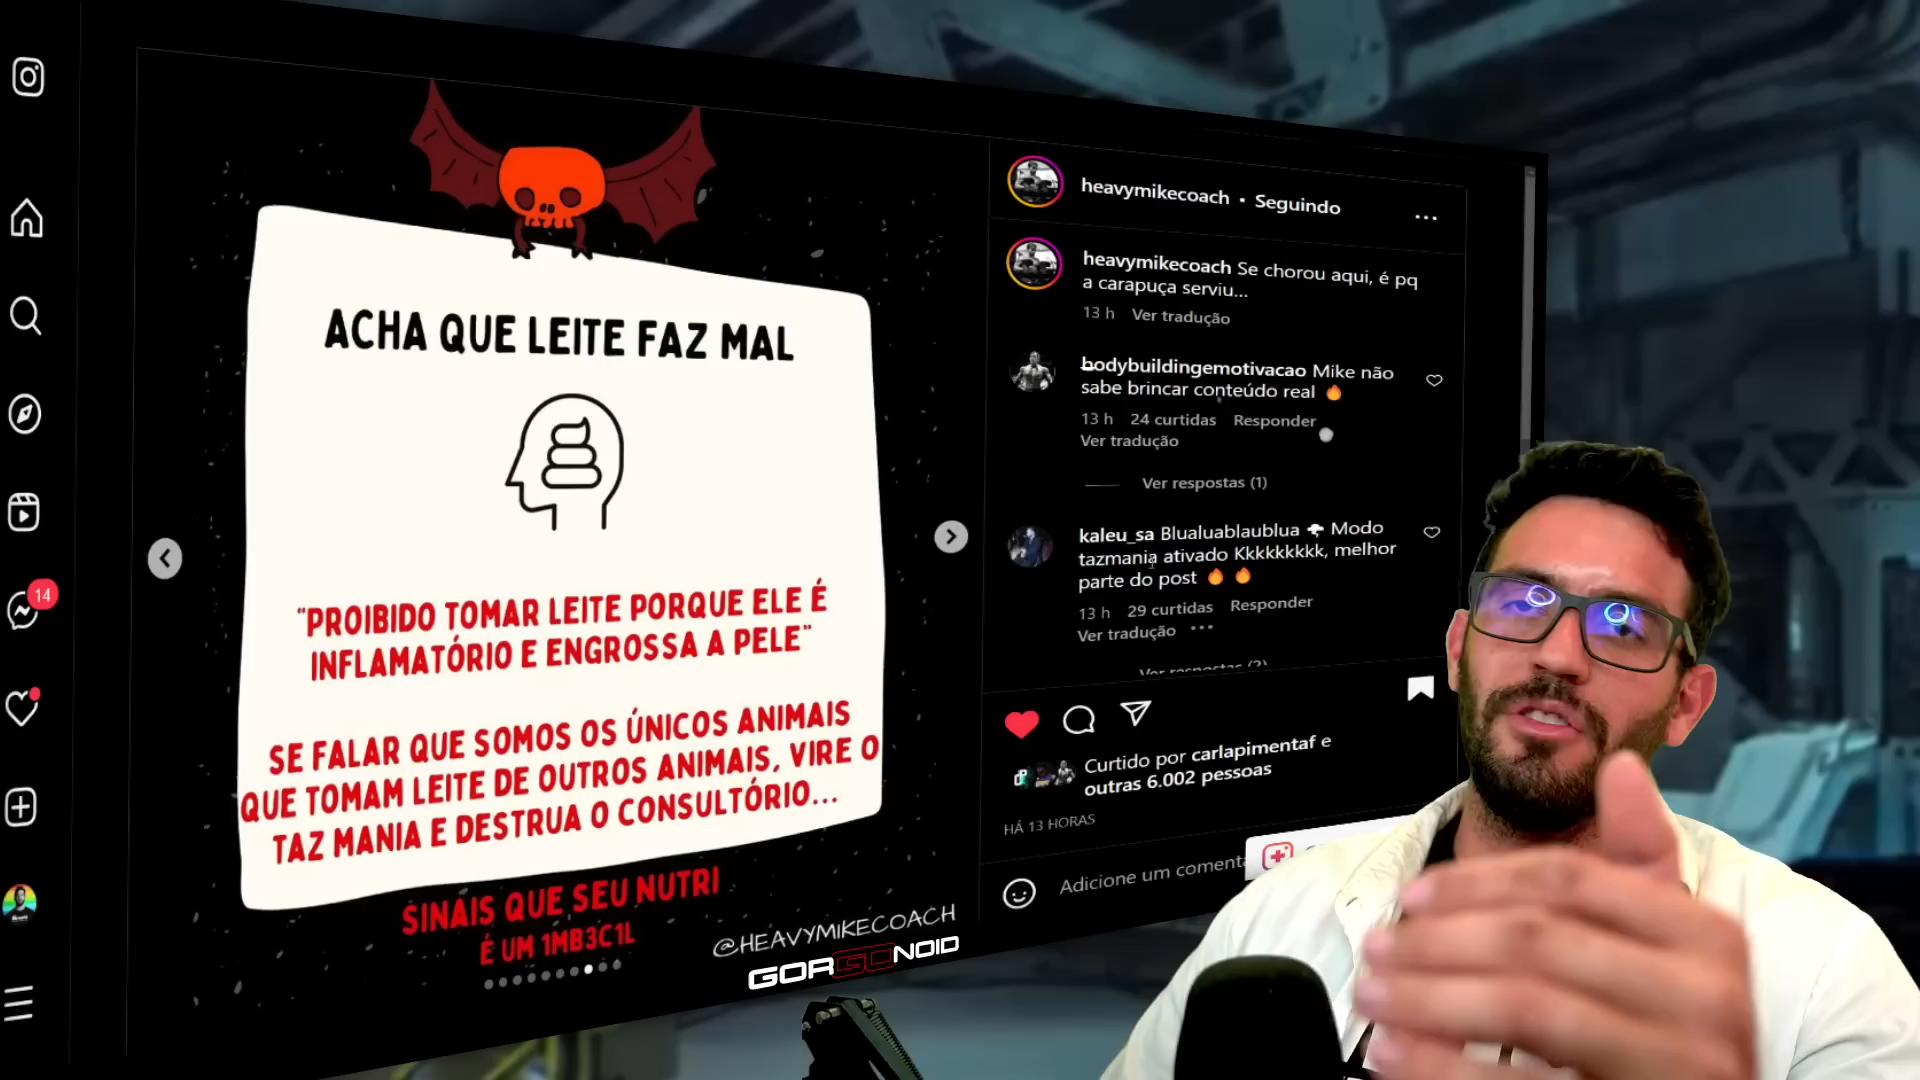 14
ACHA QUE LEITE FAZ MAL
"PROIBIDO TOMAR LEITE PORQUE ELE É
INFLAMATÓRIO E ENGROSSA A PELE"
SE FALAR QUE SOMOS OS ÚNICOS ANIMAIS
QUE TOMAM LEITE DE OUTROS ANIMAIS, VIRE O
TAZ MANIA E DESTRUA O CONSULTÓRIO...
SINAIS QUE SEU NUTRI
É UM 1MB3C1L
@HEAVYMIKECOACH
GORGONOID
heavymikecoach • Seguindo
heavymikecoach Se chorou aqui, é pq
a carapuça serviu...
13 h Ver tradução
bodybuildingemotivacao Mike não
sabe brincar conteúdo real 🔥
13 h 24 curtidas Responder
Ver tradução
Ver respostas (1)
kaleu_sa Blualuablaublua 🌪️ Modo
tazmania ativado Kkkkkkkkk, melhor
parte do post 🔥 🔥
13 h 29 curtidas Responder
Ver tradução
Ver respostas (2)
Curtido por carlapimentaf e
outras 6.002 pessoas
HÁ 13 HORAS
Adicione um coment